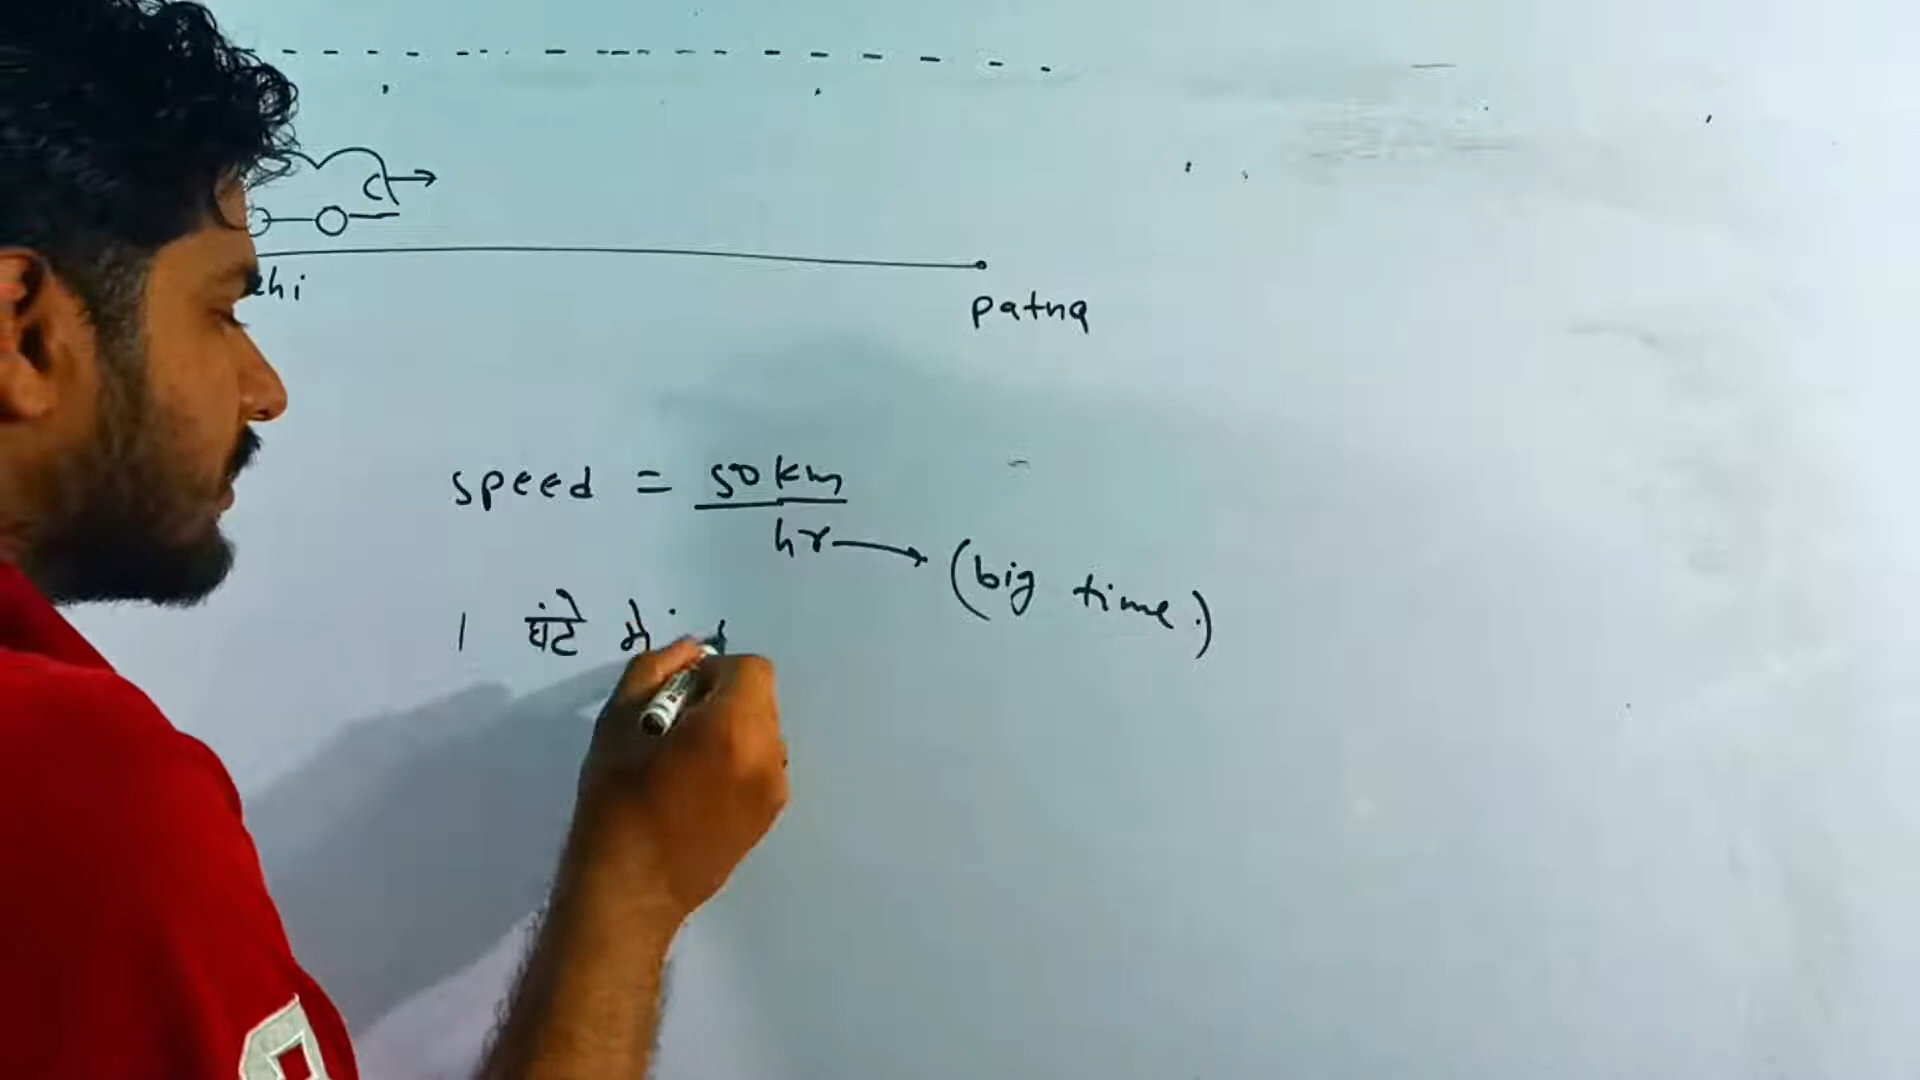 ehi
patna
speed = 50 km
hr → (big time.)
1 घंटे में